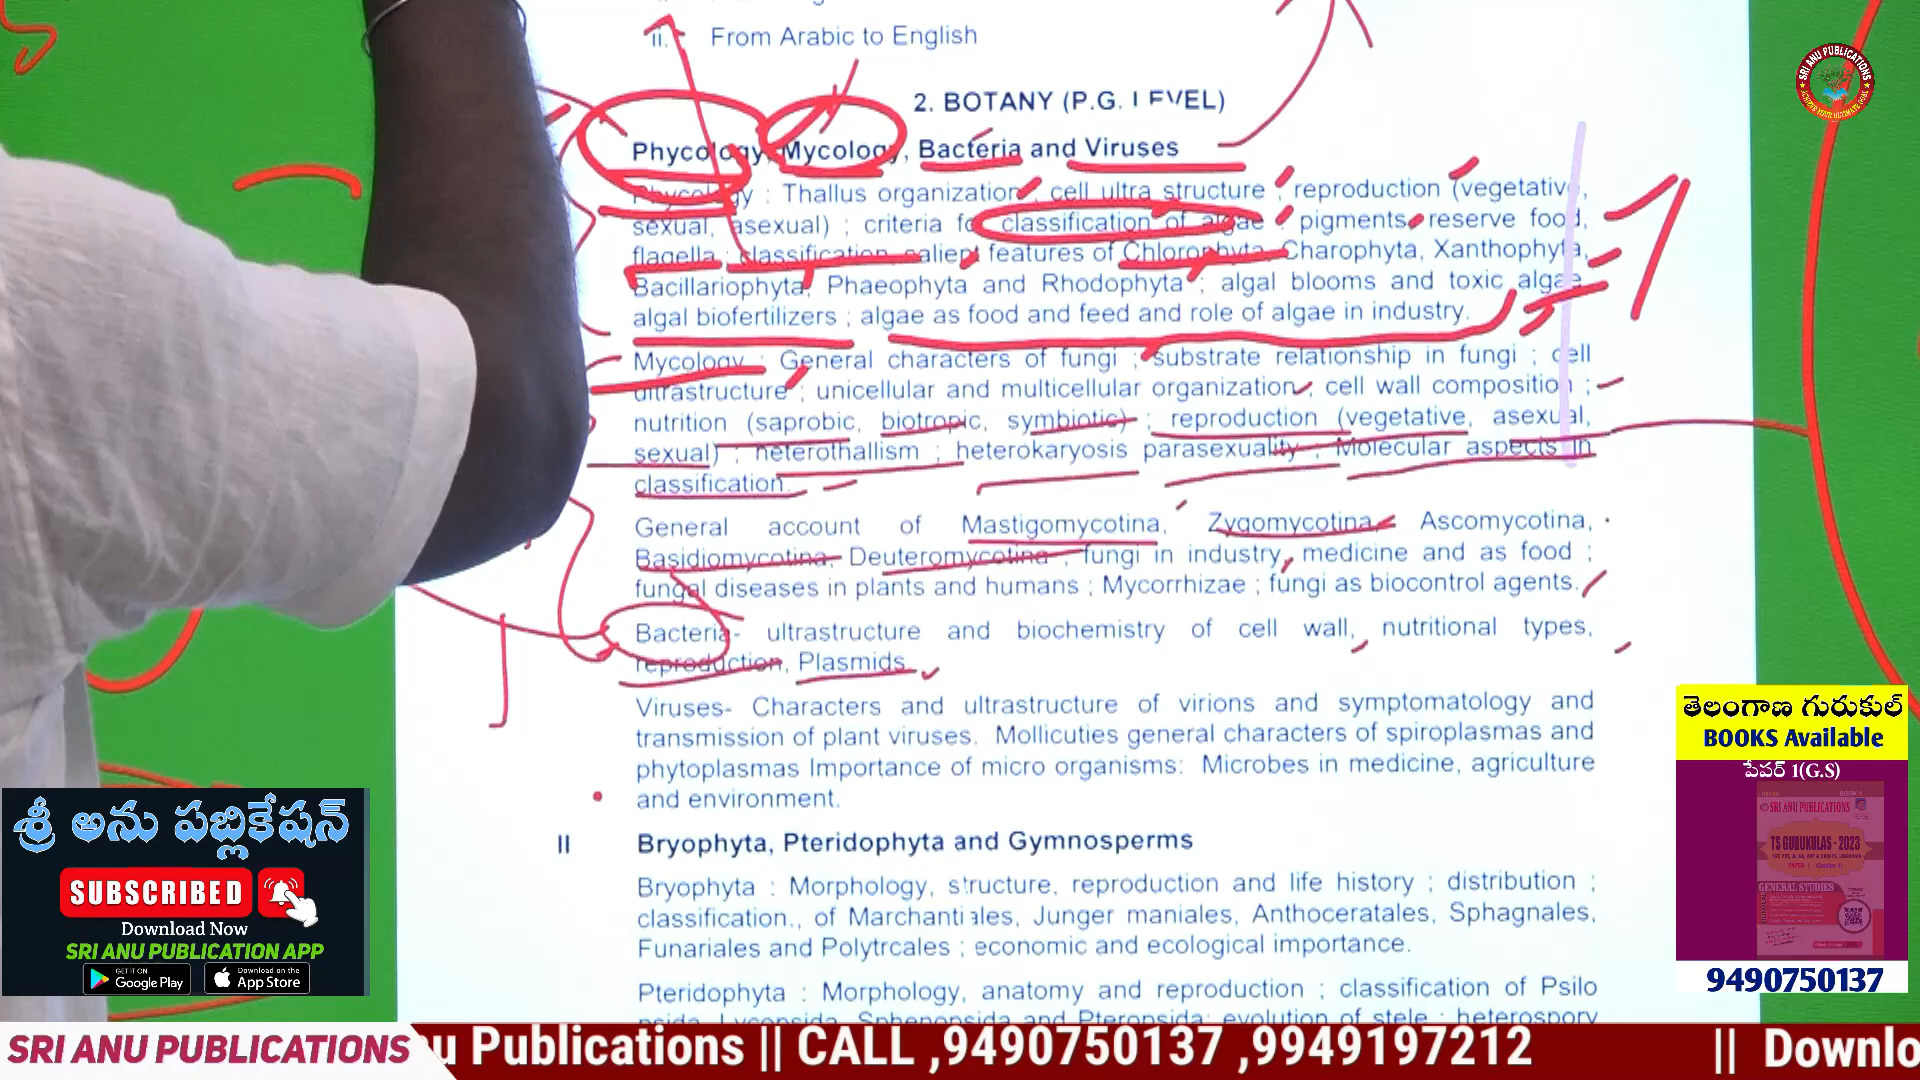 ii. From Arabic to English
2. BOTANY (P.G. LEVEL)
Phycology, Mycology, Bacteria and Viruses
Phycology : Thallus organization ; cell ultra structure ; reproduction (vegetative,
sexual, asexual) ; criteria for classification of algae : pigments, reserve food,
flagella ; classification salient features of Chlorophyta, Charophyta, Xanthophyta,
Bacillariophyta, Phaeophyta and Rhodophyta ; algal blooms and toxic algae
algal biofertilizers ; algae as food and feed and role of algae in industry.
Mycology : General characters of fungi ; substrate relationship in fungi ; cell
ultrastructure ; unicellular and multicellular organization, cell wall composition ;
nutrition (saprobic, biotropic, symbiotic) ; reproduction (vegetative, asexual,
sexual) ; heterothallism ; heterokaryosis parasexuality ; Molecular aspects in
classification.
General account of Mastigomycotina, Zygomycotina, Ascomycotina,
Basidiomycotina, Deuteromycotina ; fungi in industry, medicine and as food ;
fungal diseases in plants and humans ; Mycorrhizae ; fungi as biocontrol agents.
Bacteria- ultrastructure and biochemistry of cell wall, nutritional types,
reproduction, Plasmids.
Viruses- Characters and ultrastructure of virions and symptomatology and
transmission of plant viruses. Mollicuties general characters of spiroplasmas and
phytoplasmas Importance of micro organisms: Microbes in medicine, agriculture
and environment.
II Bryophyta, Pteridophyta and Gymnosperms
Bryophyta : Morphology, structure, reproduction and life history ; distribution ;
classification., of Marchantiales, Junger maniales, Anthoceratales, Sphagnales,
Funariales and Polytrcales ; economic and ecological importance.
Pteridophyta : Morphology, anatomy and reproduction ; classification of Psilo
psida, Lycopsida, Sphenopsida and Pteropsida; evolution of stele ; heterospory
SRI ANU PUBLICATIONS
తెలంగాణ గురుకుల్
BOOKS Available
పేపర్ 1(G.S)
SRI ANU PUBLICATIONS
TS GURUKULAS - 2023
GENERAL STUDIES
9490750137
శ్రీ అను పబ్లికేషన్
SUBSCRIBED
Download Now
SRI ANU PUBLICATION APP
GET IT ON Google Play
Download on the App Store
SRI ANU PUBLICATIONS
u Publications || CALL ,9490750137 ,9949197212 || Downlo